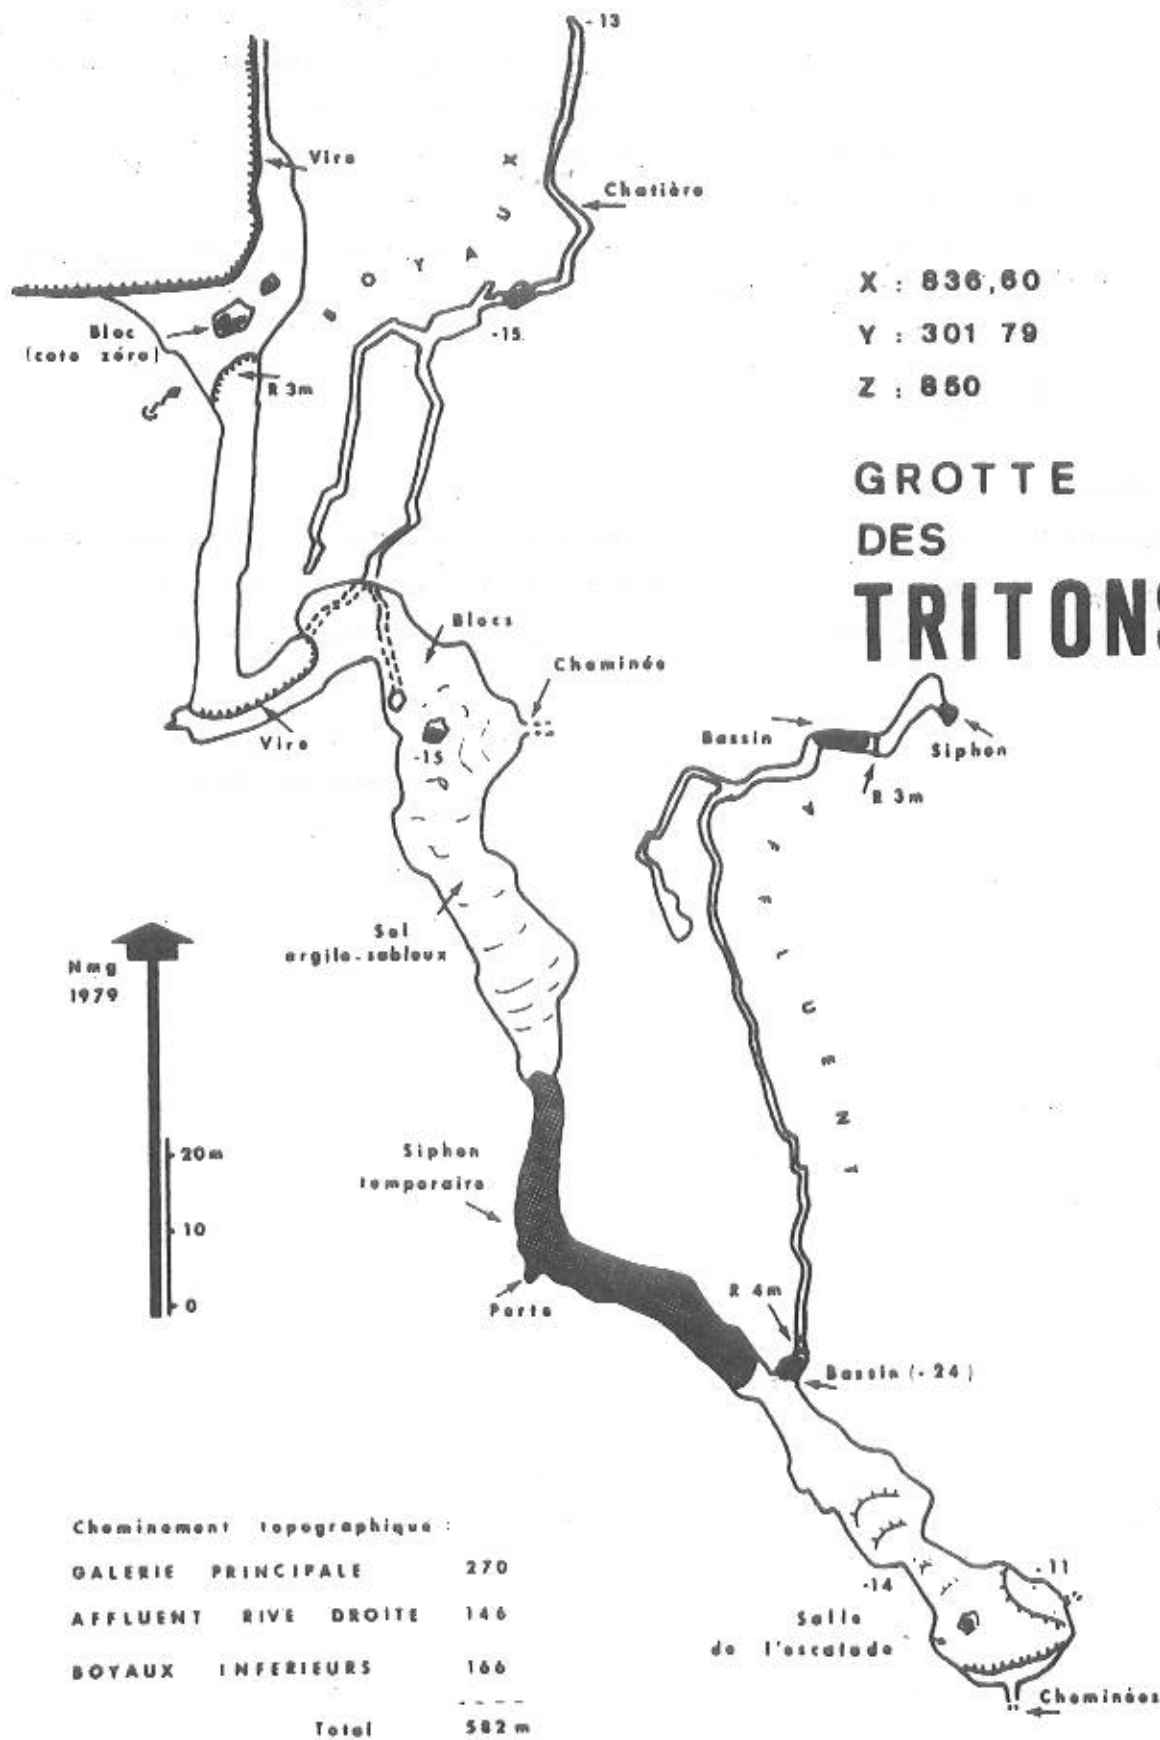 -13
Vire
Chatière
BOYAUX
-15
Bloc
(cote zéro)
R 3m
X : 836,60
Y : 301 79
Z : 860
GROTTE
DES
TRITONS
Blocs
Cheminée
Vire
-15
Bassin
Siphon
R 3m
AFFLUENT
Sol
argilo-sableux
Nmg
1979
20m
10
0
Siphon
temporaire
Perte
R 4m
Bassin (-24)
-14
-11
Salle
de l'escalade
Cheminées
Cheminement topographique :
GALERIE PRINCIPALE 270
AFFLUENT RIVE DROITE 146
BOYAUX INFERIEURS 166
Total 582 m